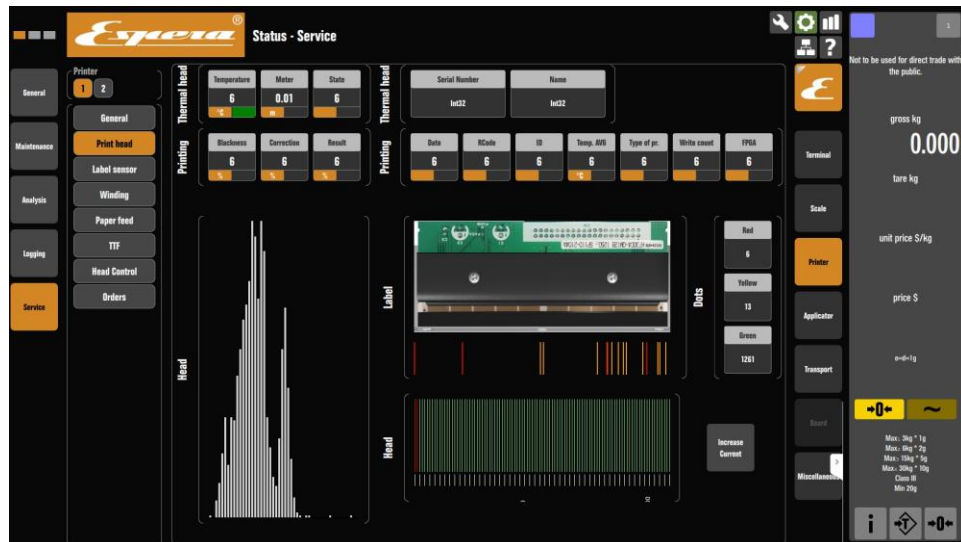 Espera®
Status - Service
1
General
Maintenance
Analysis
Logging
Service
Printer
1 2
General
Print head
Label sensor
Winding
Paper feed
TTF
Head Control
Orders
Thermal head
Temperature Meter State
6 0.01 6
°C m
Thermal head
Serial Number Name
Int32 Int32
Printing
Blackness Correction Result
6 6 6
% % %
Printing
Date RCode ID Temp. AVG Type of pr. Write count FPGA
6 6 6 6 6 6 6
°C
Head
Label
Dots
Red
6
Yellow
13
Green
1261
Head
Increase
Current
E
Terminal
Scale
Printer
Applicator
Transport
Board
Miscellaneous
Not to be used for direct trade with
the public.
gross kg
0.000
tare kg
unit price $/kg
price $
e=d=1g
→0← ~
Max: 3kg * 1g
Max: 6kg * 2g
Max: 15kg * 5g
Max: 30kg * 10g
Class III
Min 20g
i T →0←